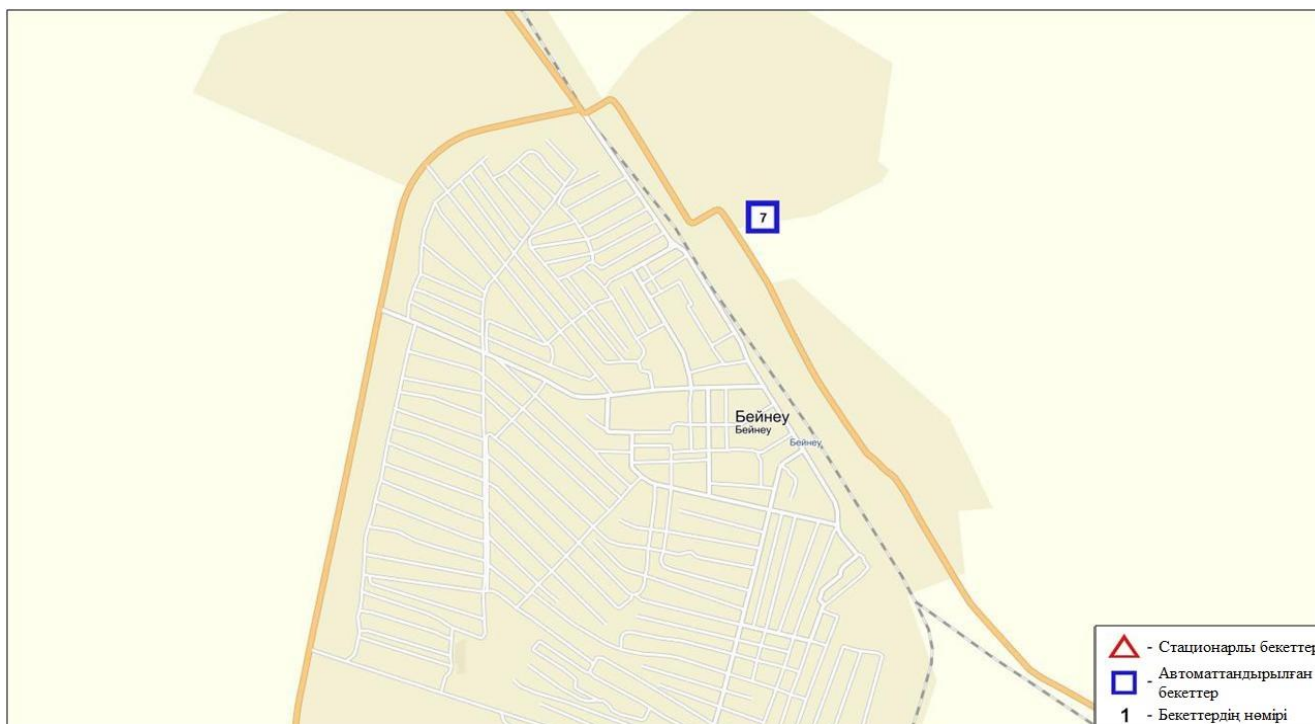 7
Бейнеу
Бейнеу
Бейнеу
- Стационарлы бекеттер
- Автоматтандырылған
бекеттер
1 - Бекеттердің нөмірі